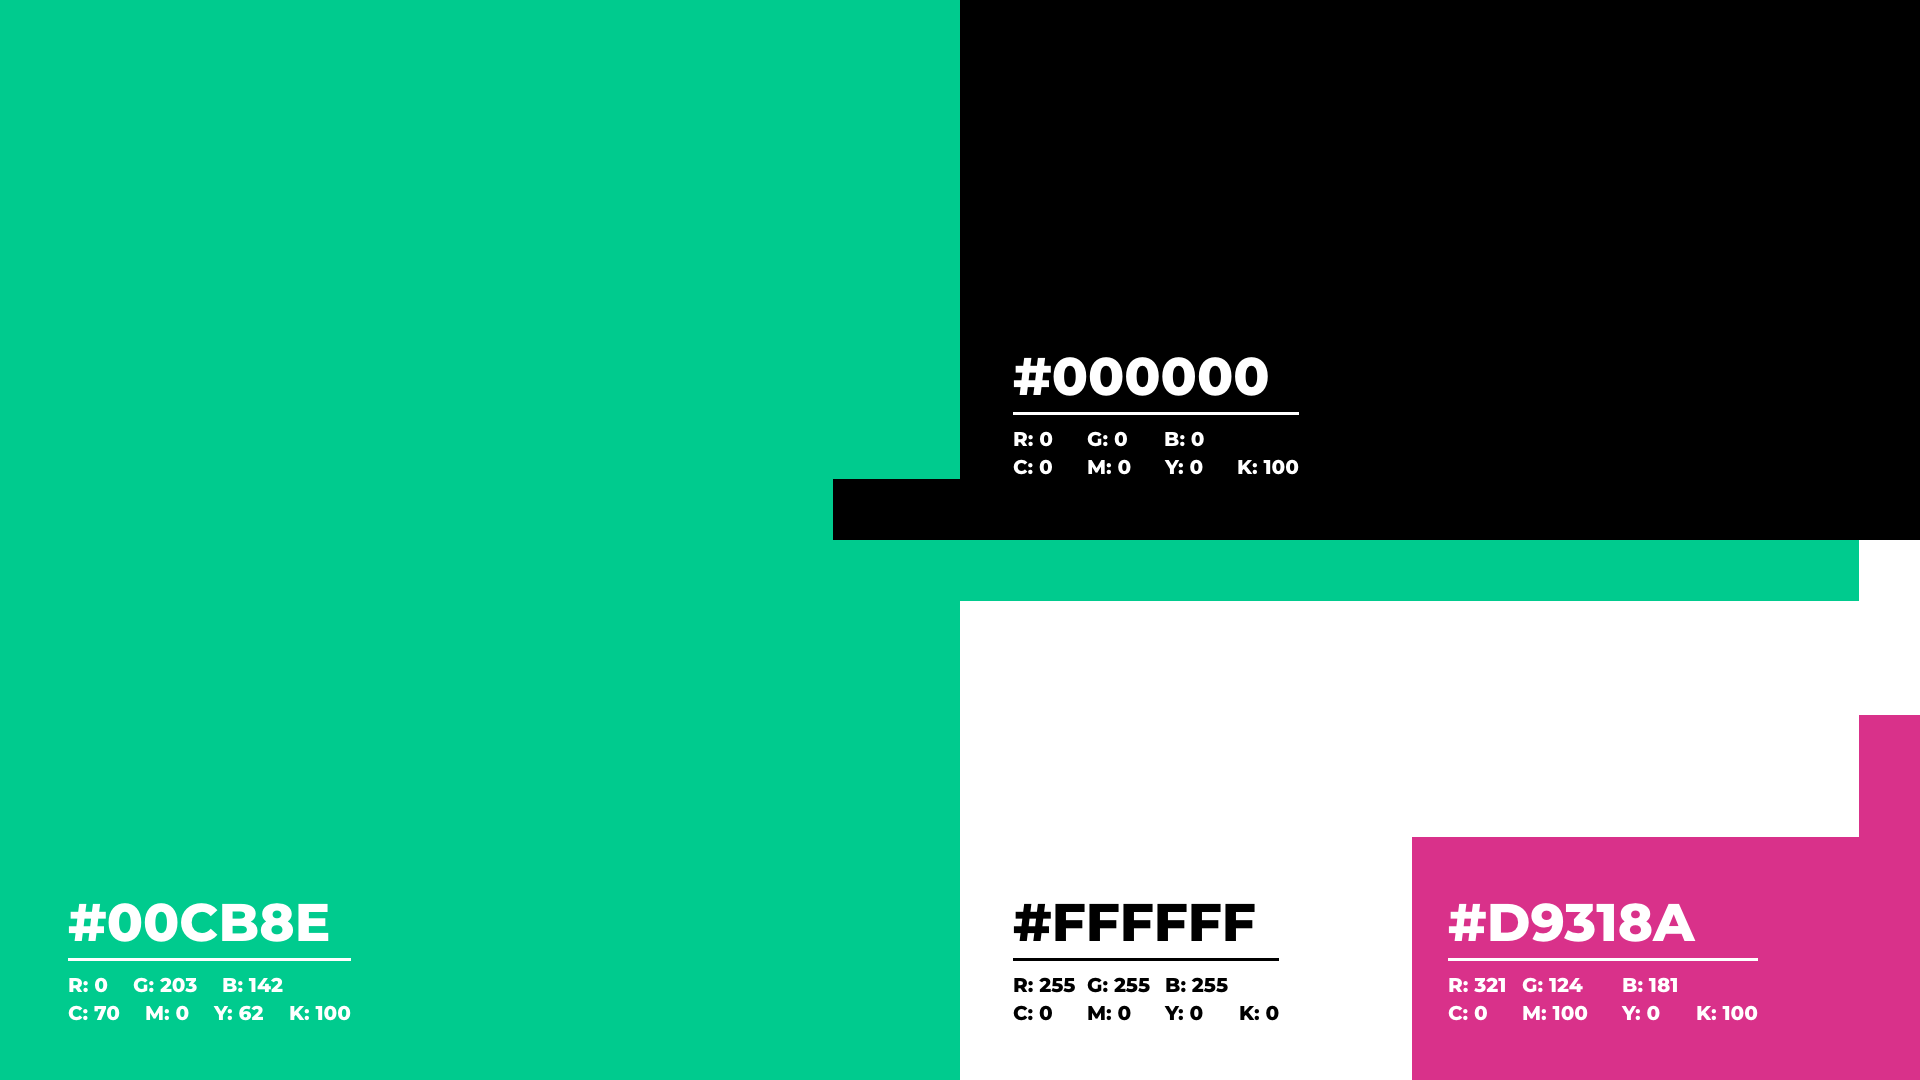 #000000
R: 0 G: 0 B: 0
C: 0 M: 0 Y: 0 K: 100
#00CB8E
R: 0 G: 203 B: 142
C: 70 M: 0 Y: 62 K: 100
#FFFFFF
R: 255 G: 255 B: 255
C: 0 M: 0 Y: 0 K: 0
#D9318A
R: 321 G: 124 B: 181
C: 0 M: 100 Y: 0 K: 100